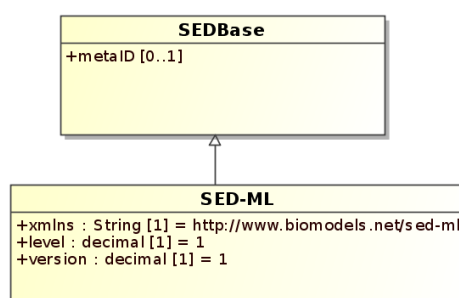 SEDBase
+metaID [0..1]
SED-ML
+xmlns : String [1] = http://www.biomodels.net/sed-ml
+level : decimal [1] = 1
+version : decimal [1] = 1